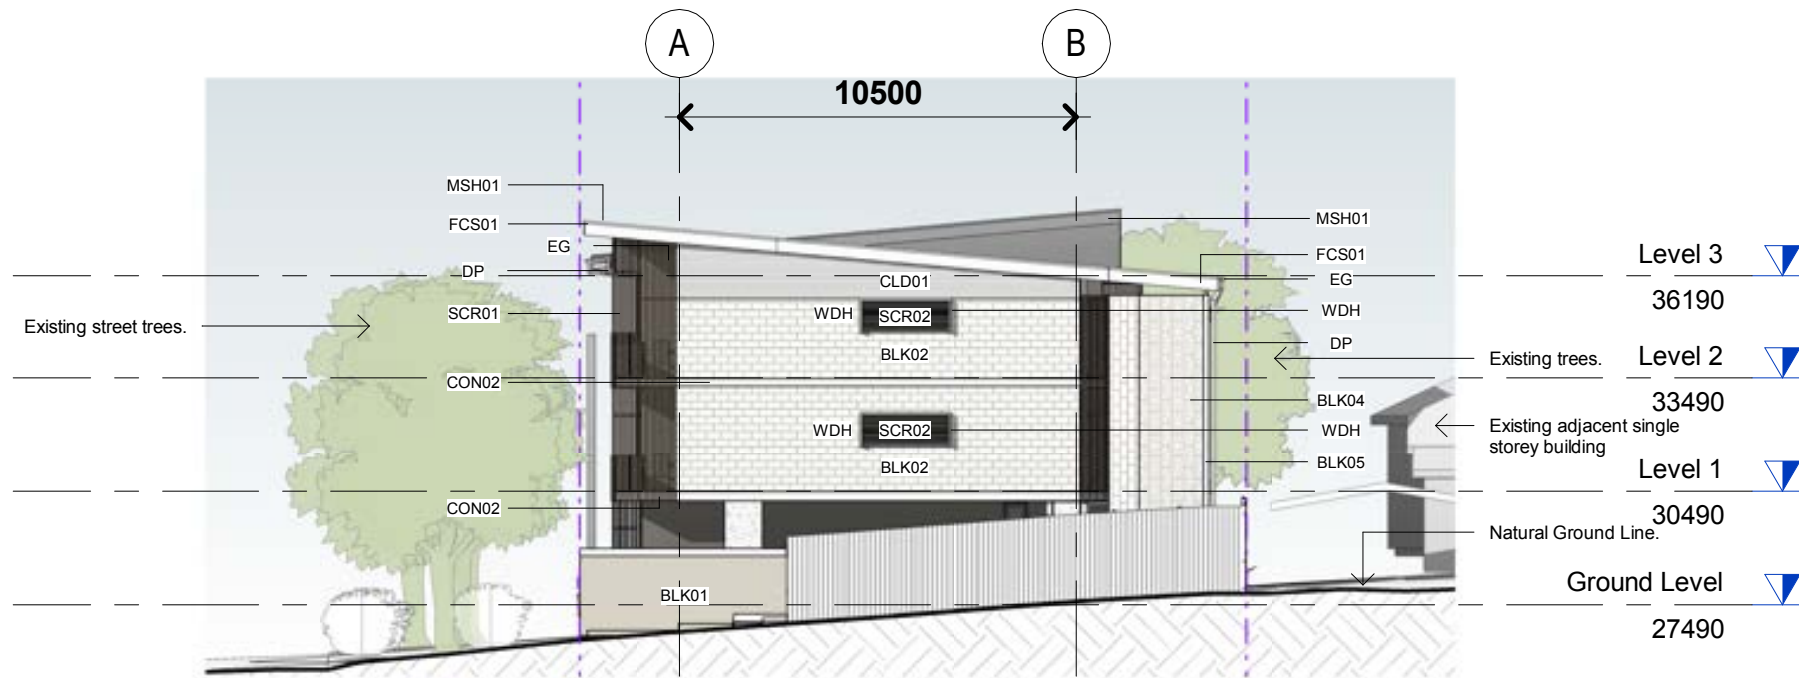 A
B
10500
MSH01
MSH01
FCS01
EG
Level 3
FCS01
DP
CLD01
EG
36190
SCR01
WDH
SCR02
WDH
Existing street trees.
DP
BLK02
Existing trees.
Level 2
CON02
33490
BLK04
WDH
SCR02
WDH
Existing adjacent single
storey building
BLK02
BLK05
Level 1
CON02
30490
Natural Ground Line.
Ground Level
BLK01
27490